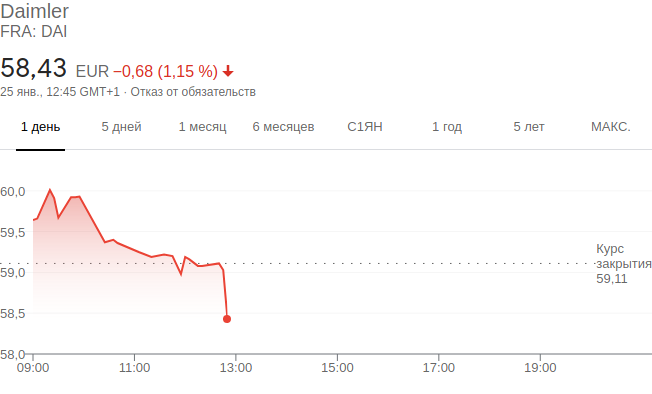 Daimler
FRA: DAI
58,43 EUR −0,68 (1,15 %)
25 янв., 12:45 GMT+1 · Отказ от обязательств
1 день 5 дней 1 месяц 6 месяцев С1ЯН 1 год 5 лет МАКС.
60,0
59,5
59,0
58,5
58,0
Курс
закрытия
59,11
09:00 11:00 13:00 15:00 17:00 19:00